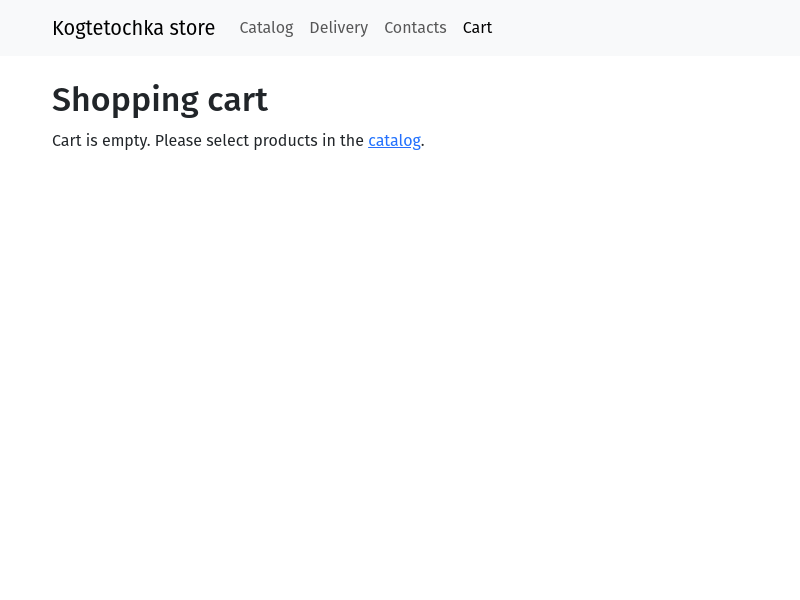 Kogtetochka store Catalog Delivery Contacts Cart
Shopping cart
Cart is empty. Please select products in the catalog.